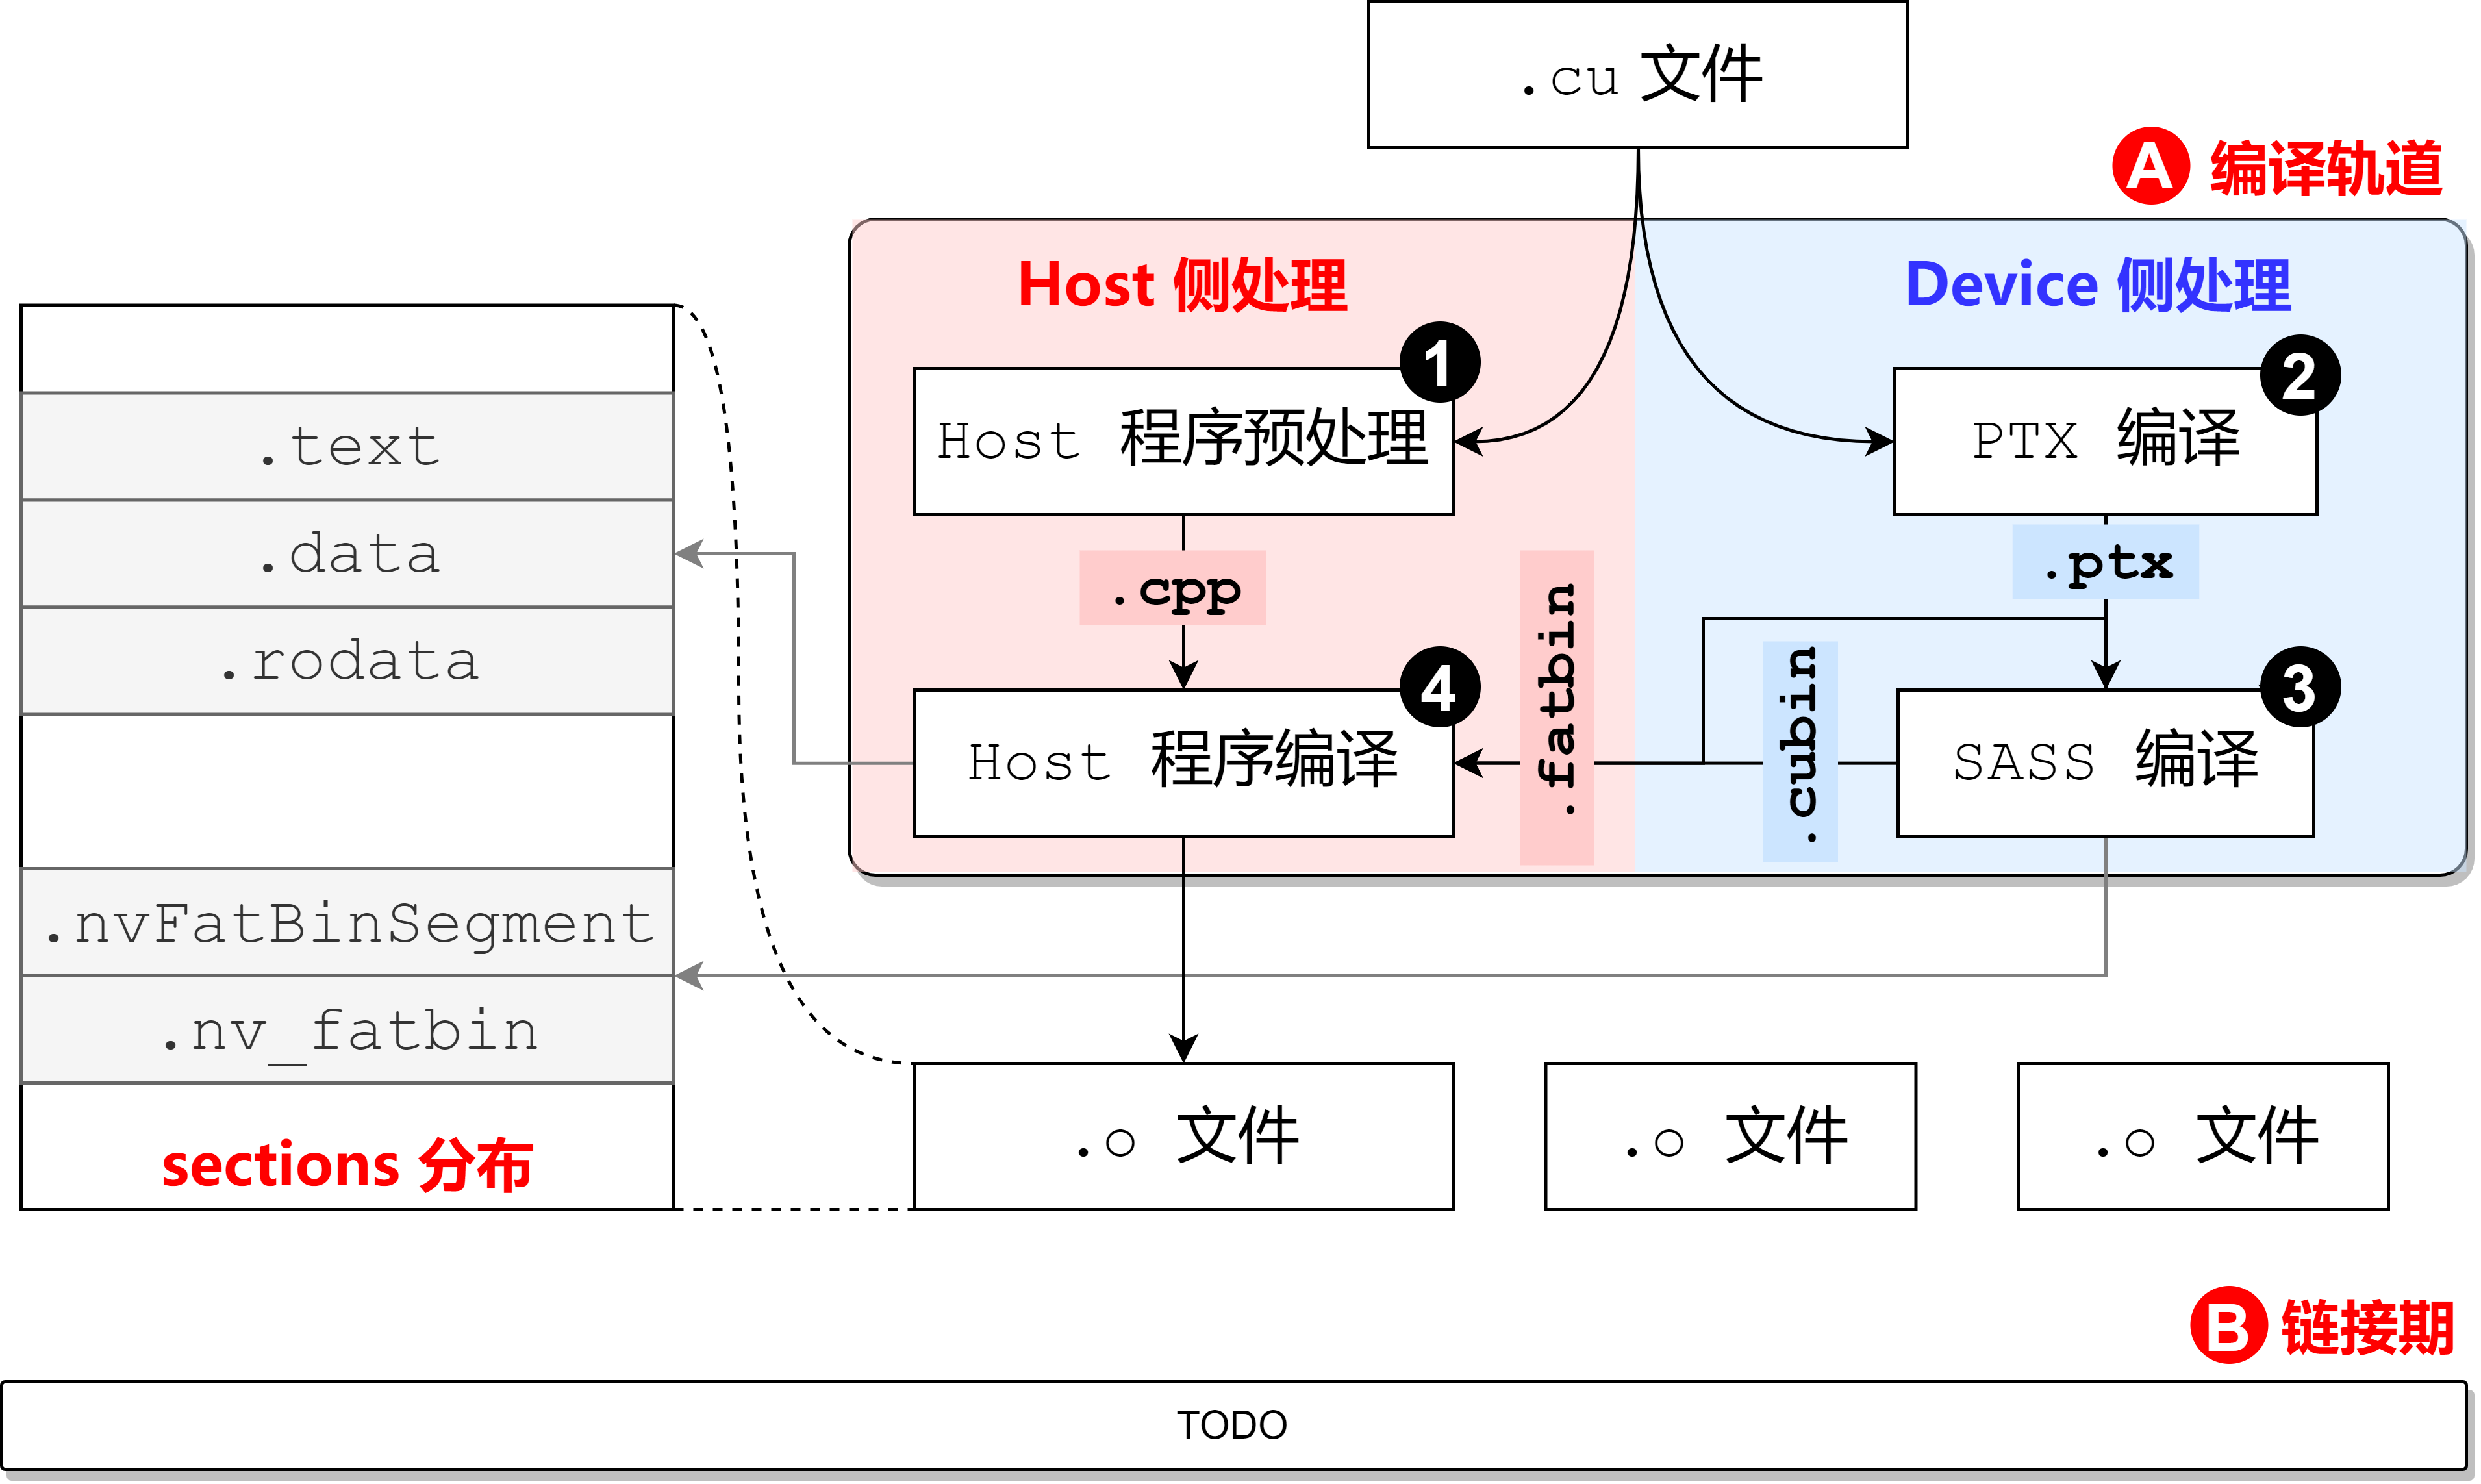 .cu 文件
A 编译轨道
Host 侧处理
Device 侧处理
1
Host 程序预处理
2
PTX 编译
.text
.data
.rodata
.cpp
.fatbin
.ptx
.cubin
4
Host 程序编译
3
SASS 编译
.nvFatBinSegment
.nv_fatbin
sections 分布
.o 文件
.o 文件
.o 文件
B 链接期
TODO